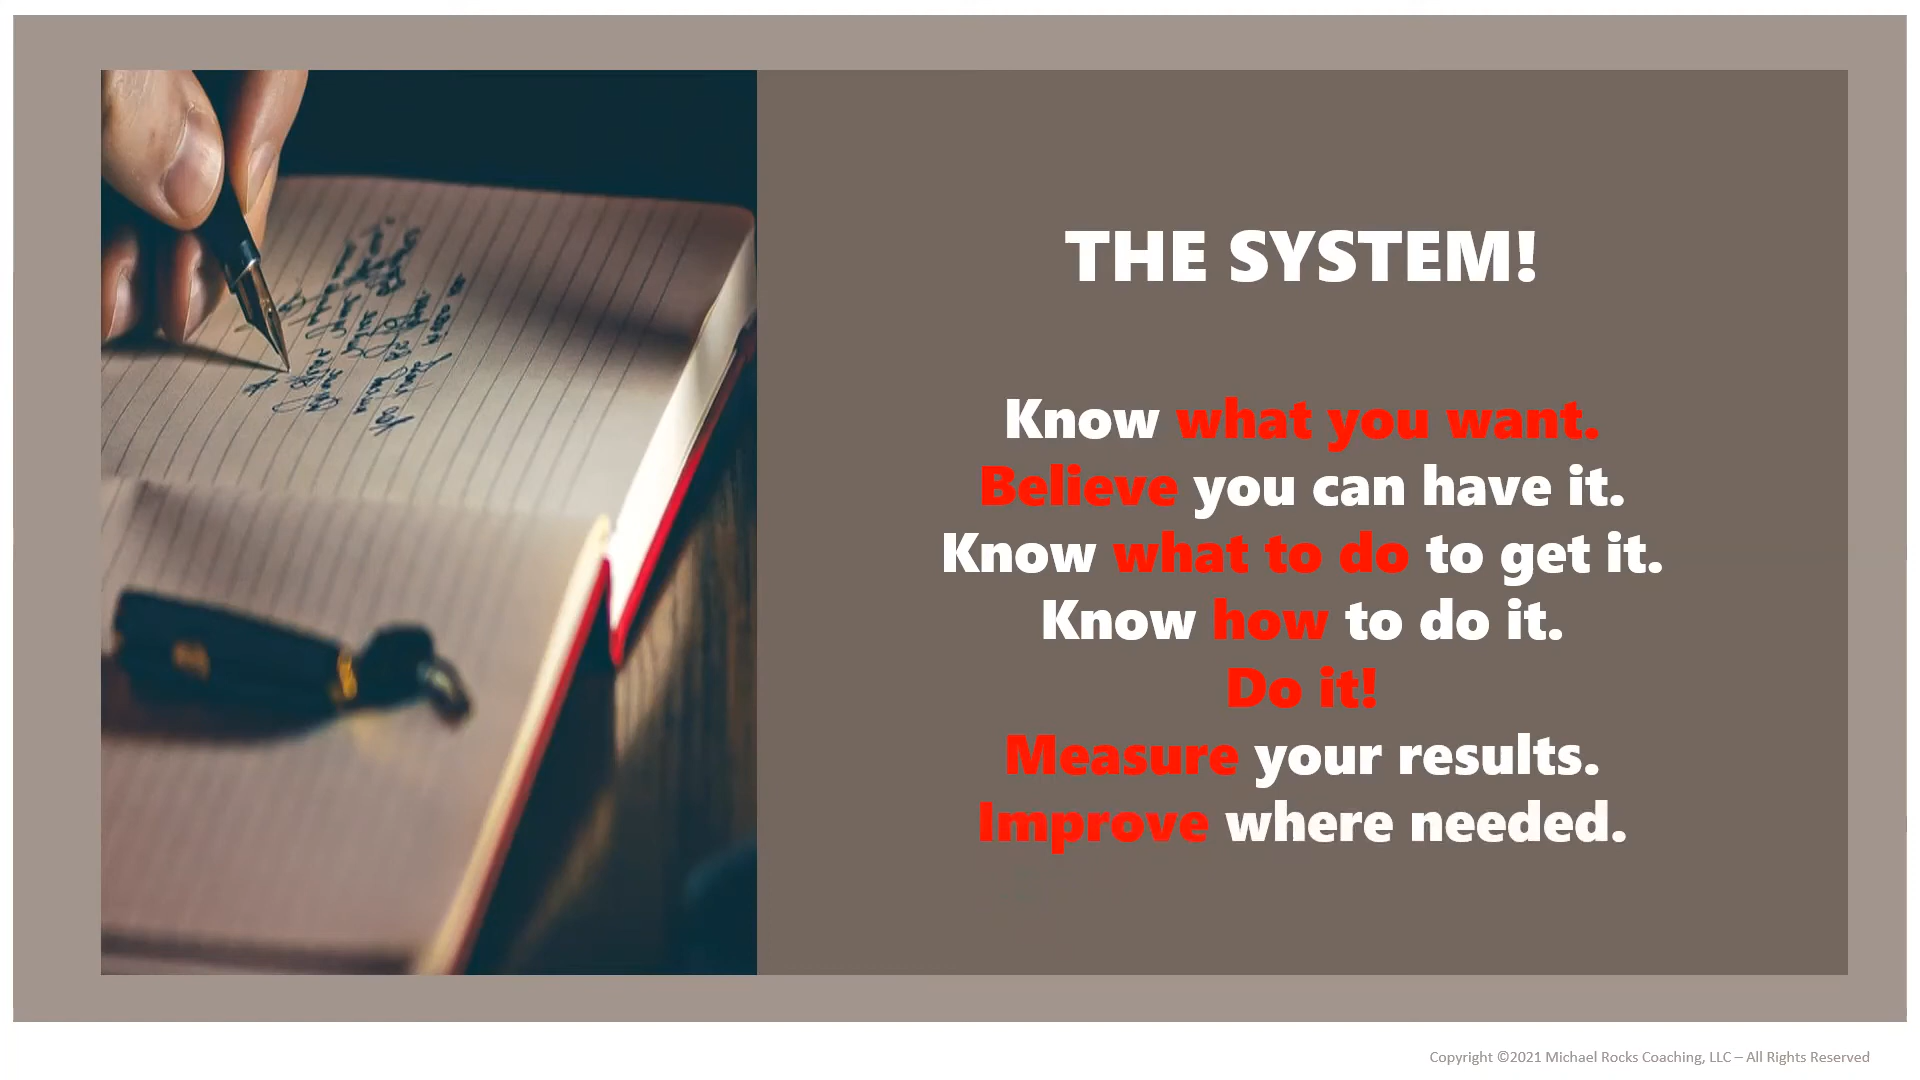 THE SYSTEM!
Know what you want.
Believe you can have it.
Know what to do to get it.
Know how to do it.
Do it!
Measure your results.
Improve where needed.
Copyright ©2021 Michael Rocks Coaching, LLC – All Rights Reserved